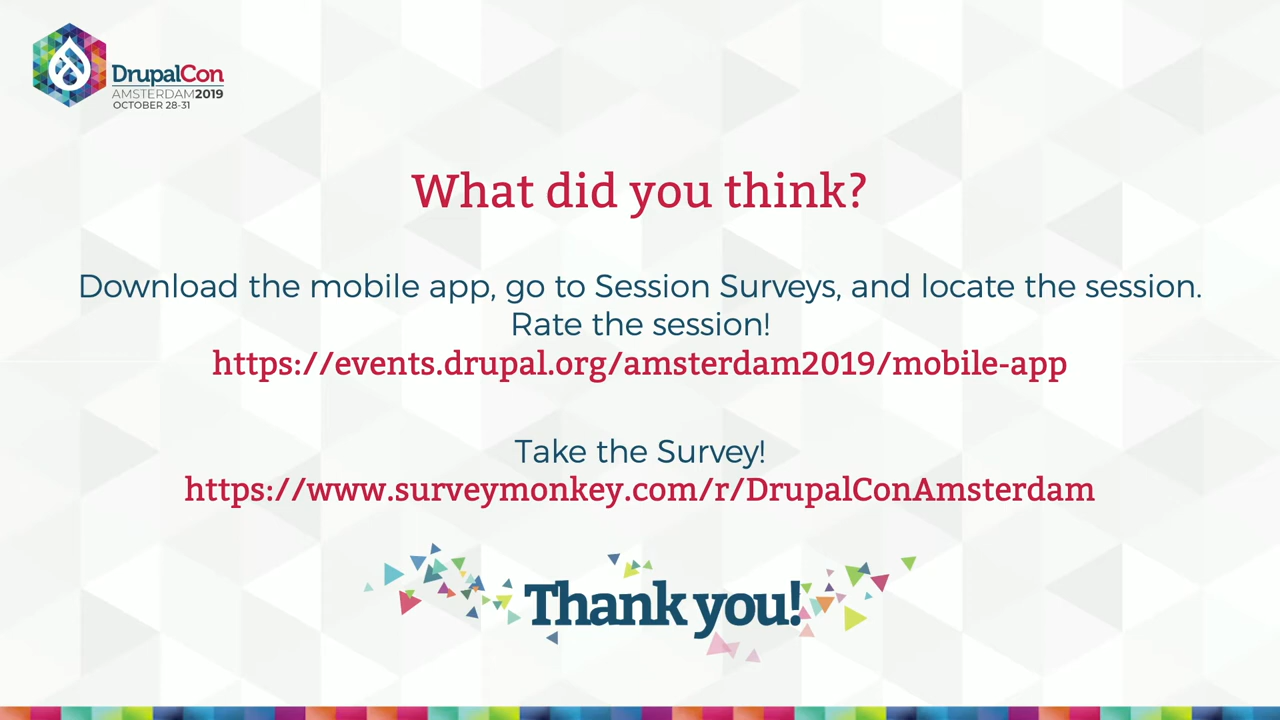 DrupalCon
AMSTERDAM2019
OCTOBER 28-31
What did you think?
Download the mobile app, go to Session Surveys, and locate the session.
Rate the session!
https://events.drupal.org/amsterdam2019/mobile-app
Take the Survey!
https://www.surveymonkey.com/r/DrupalConAmsterdam
Thank you!